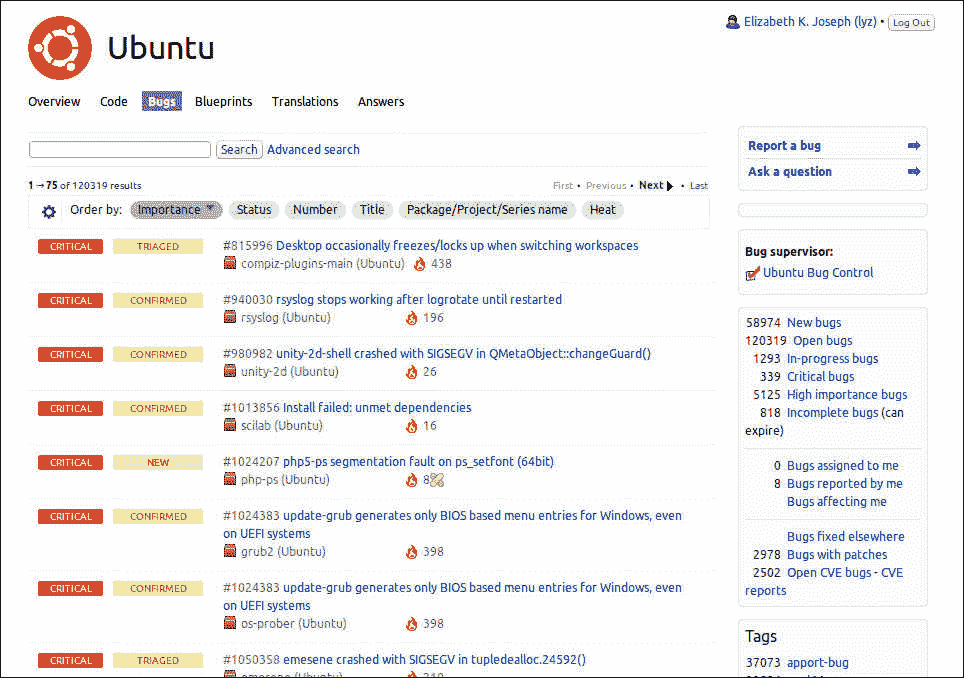 Elizabeth K. Joseph (lyz) • Log Out
Ubuntu
Overview Code Bugs Blueprints Translations Answers
Search Advanced search
1 → 75 of 120319 results
First • Previous • Next • Last
Order by: Importance Status Number Title Package/Project/Series name Heat
CRITICAL TRIAGED #815996 Desktop occasionally freezes/locks up when switching workspaces
compiz-plugins-main (Ubuntu) 438
CRITICAL CONFIRMED #940030 rsyslog stops working after logrotate until restarted
rsyslog (Ubuntu) 196
CRITICAL CONFIRMED #980982 unity-2d-shell crashed with SIGSEGV in QMetaObject::changeGuard()
unity-2d (Ubuntu) 26
CRITICAL CONFIRMED #1013856 Install failed: unmet dependencies
scilab (Ubuntu) 16
CRITICAL NEW #1024207 php5-ps segmentation fault on ps_setfont (64bit)
php-ps (Ubuntu) 8
CRITICAL CONFIRMED #1024383 update-grub generates only BIOS based menu entries for Windows, even
on UEFI systems
grub2 (Ubuntu) 398
CRITICAL CONFIRMED #1024383 update-grub generates only BIOS based menu entries for Windows, even
on UEFI systems
os-prober (Ubuntu) 398
CRITICAL TRIAGED #1050358 emesene crashed with SIGSEGV in tupledealloc.24592()
Report a bug
Ask a question
Bug supervisor:
Ubuntu Bug Control
58974 New bugs
120319 Open bugs
1293 In-progress bugs
339 Critical bugs
5125 High importance bugs
818 Incomplete bugs (can
expire)
0 Bugs assigned to me
8 Bugs reported by me
Bugs affecting me
Bugs fixed elsewhere
2978 Bugs with patches
2502 Open CVE bugs - CVE
reports
Tags
37073 apport-bug